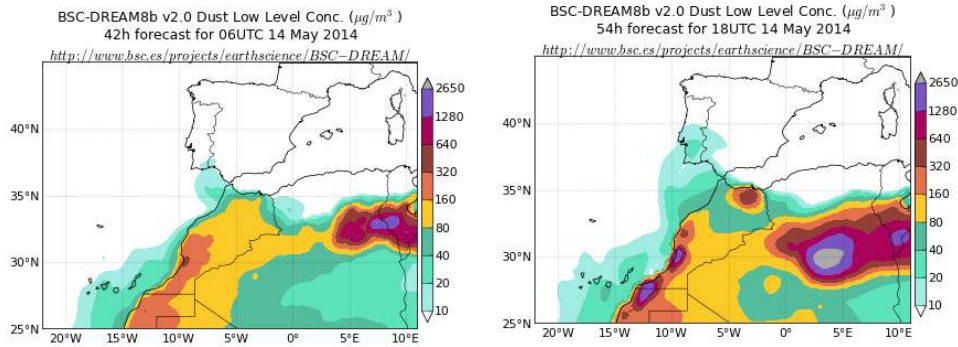 BSC-DREAM8b v2.0 Dust Low Level Conc. (μg/m³ )
42h forecast for 06UTC 14 May 2014
http://www.bsc.es/projects/earthscience/BSC−DREAM/
40°N
35°N
30°N
25°N
20°W
15°W
10°W
5°W
0°
5°E
10°E
2650
1280
640
320
160
80
40
20
10
BSC-DREAM8b v2.0 Dust Low Level Conc. (μg/m³ )
54h forecast for 18UTC 14 May 2014
http://www.bsc.es/projects/earthscience/BSC−DREAM/
40°N
35°N
30°N
25°N
20°W
15°W
10°W
5°W
0°
5°E
10°E
2650
1280
640
320
160
80
40
20
10